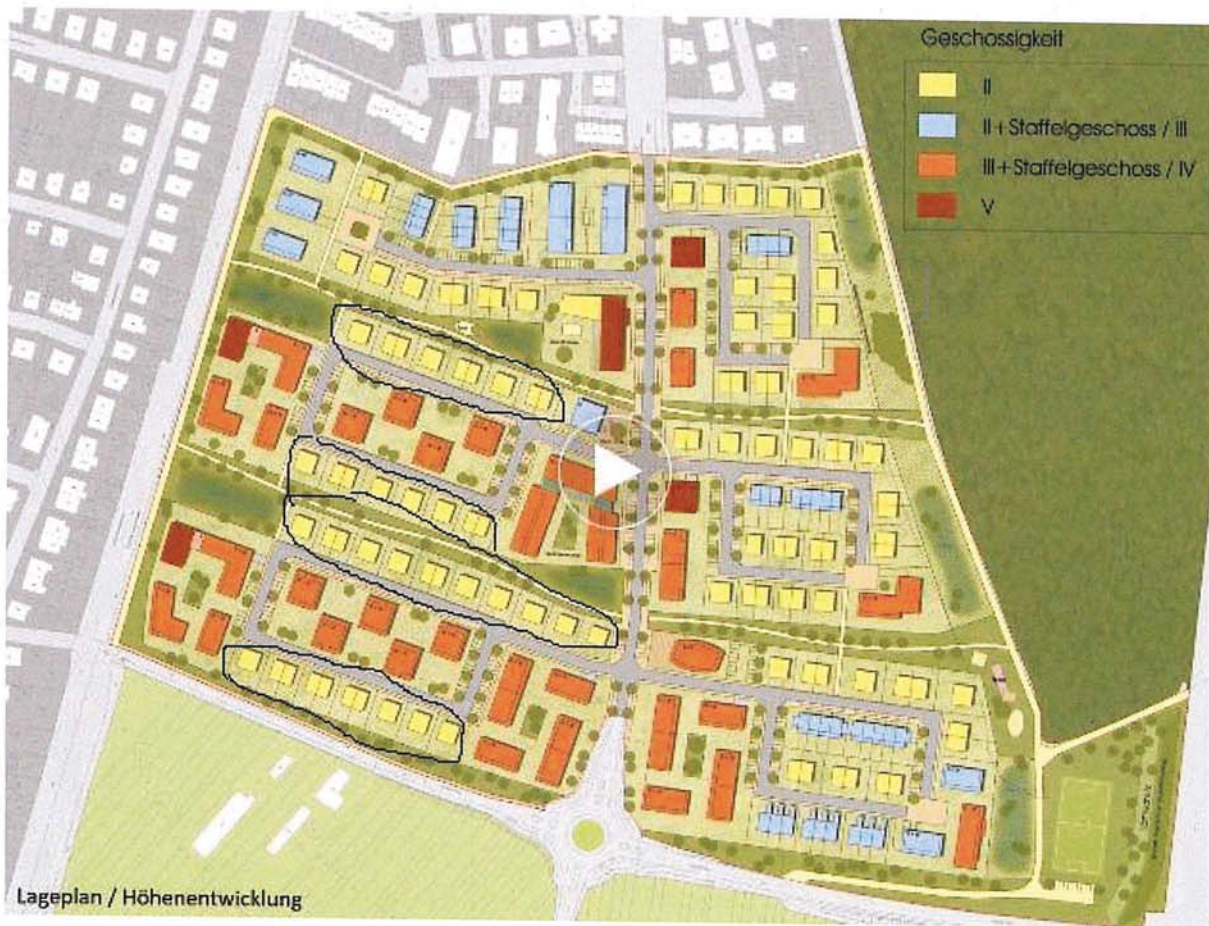 Geschossigkeit
II
II+Staffelgeschoss / III
III+Staffelgeschoss / IV
V
Lageplan / Höhenentwicklung